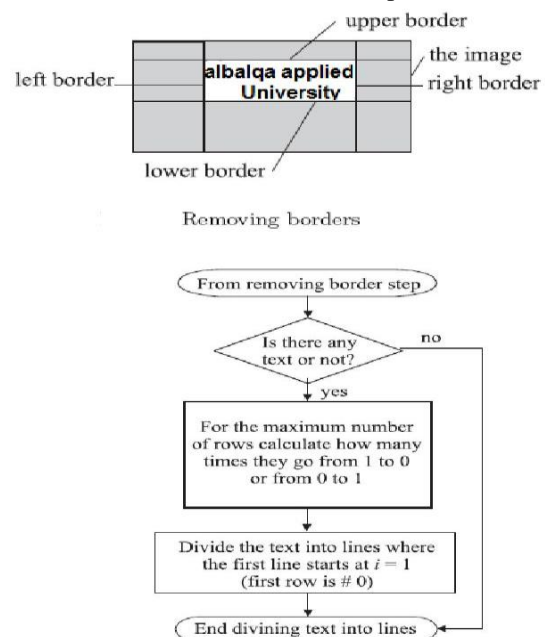 upper border
the image
left border
albalqa applied
University
right border
lower border
Removing borders
From removing border step
Is there any
text or not?
no
yes
For the maximum number
of rows calculate how many
times they go from 1 to 0
or from 0 to 1
Divide the text into lines where
the first line starts at i = 1
(first row is # 0)
End divining text into lines